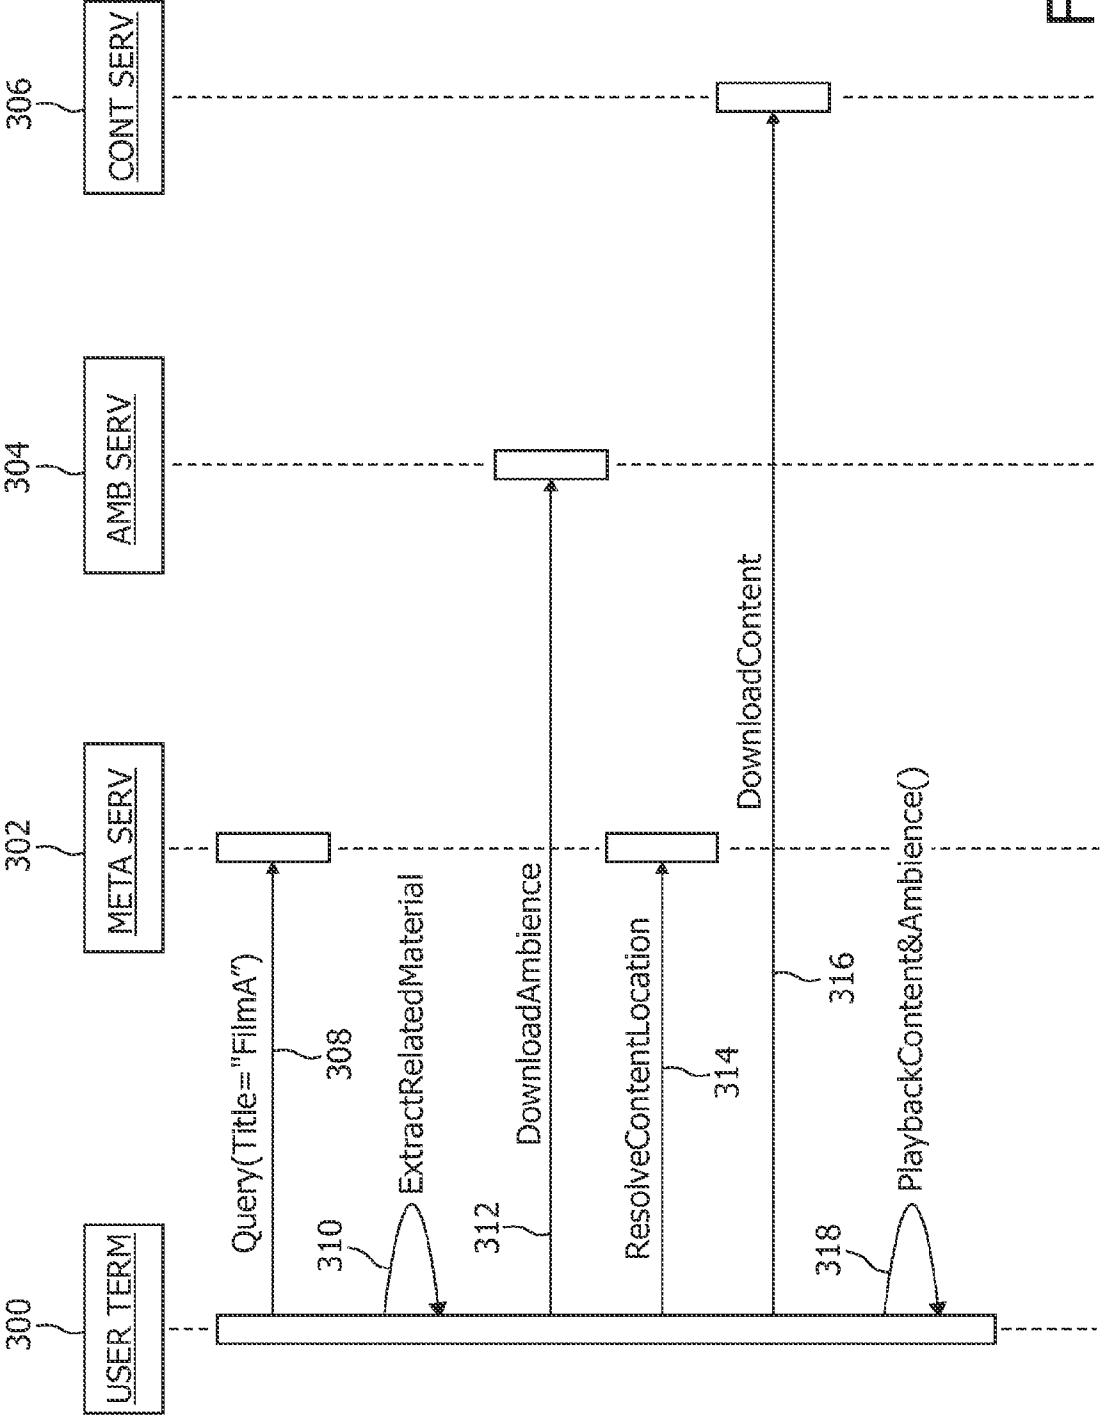 300
302
304
306
USER TERM
META SERV
AMB SERV
CONT SERV
Query(Title="FilmA")
308
310
ExtractRelatedMaterial
312
DownloadAmbience
ResolveContentLocation
314
DownloadContent
316
318
PlaybackContent&Ambience()